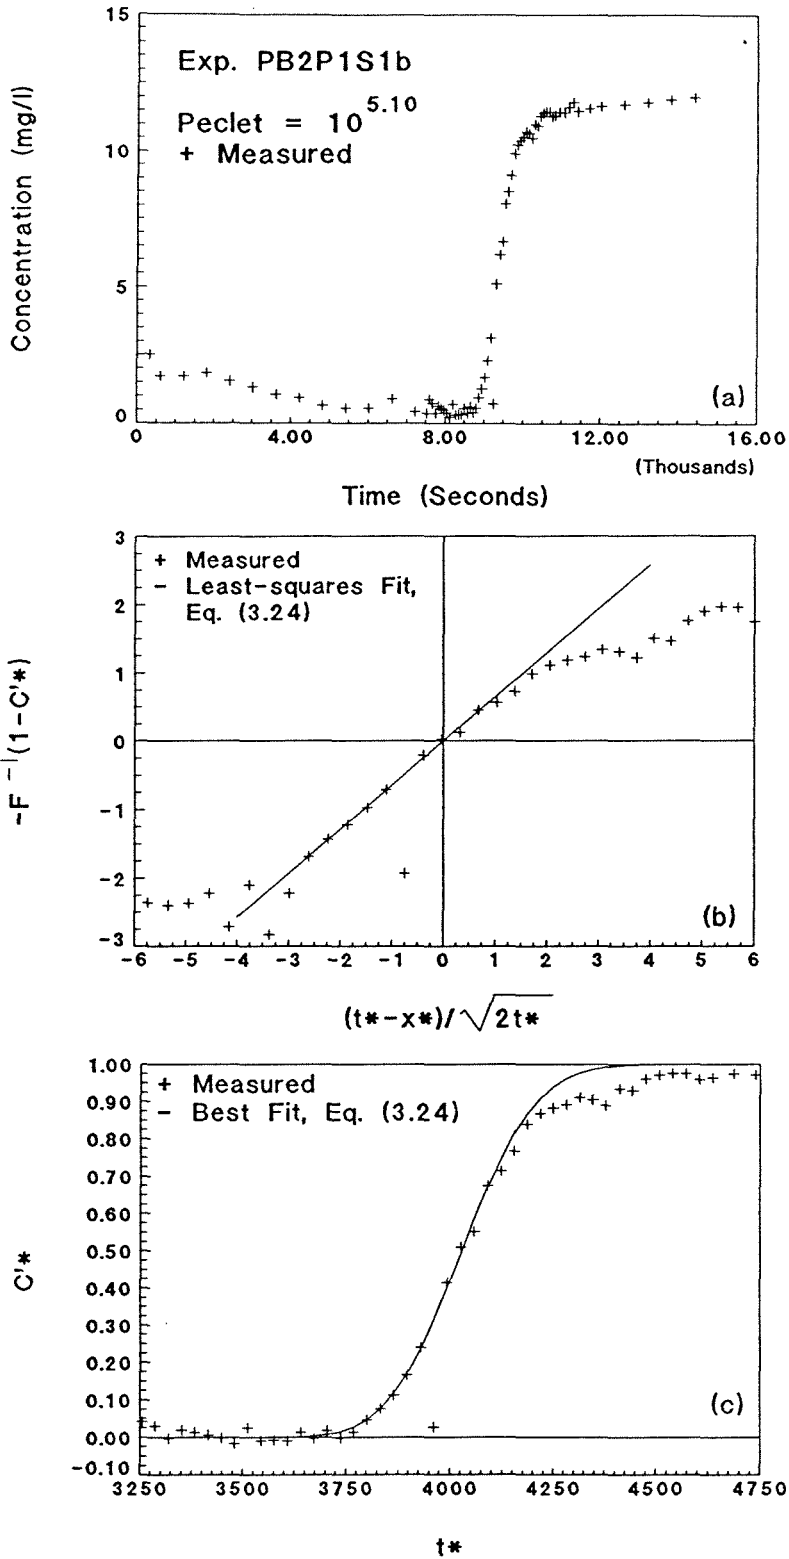 15
Exp. PB2P1S1b
Peclet = 10^5.10
+ Measured
10
5
0
Concentration (mg/l)
(a)
0 4.00 8.00 12.00 16.00
(Thousands)
Time (Seconds)
3
+ Measured
− Least-squares Fit,
Eq. (3.24)
2
1
0
-1
-2
-3
-F^-1(1-C'*)
(b)
-6 -5 -4 -3 -2 -1 0 1 2 3 4 5 6
(t*-x*)/√2t*
1.00
+ Measured
− Best Fit, Eq. (3.24)
0.90
0.80
0.70
0.60
0.50
0.40
0.30
0.20
0.10
0.00
-0.10
C'*
(c)
3250 3500 3750 4000 4250 4500 4750
t*